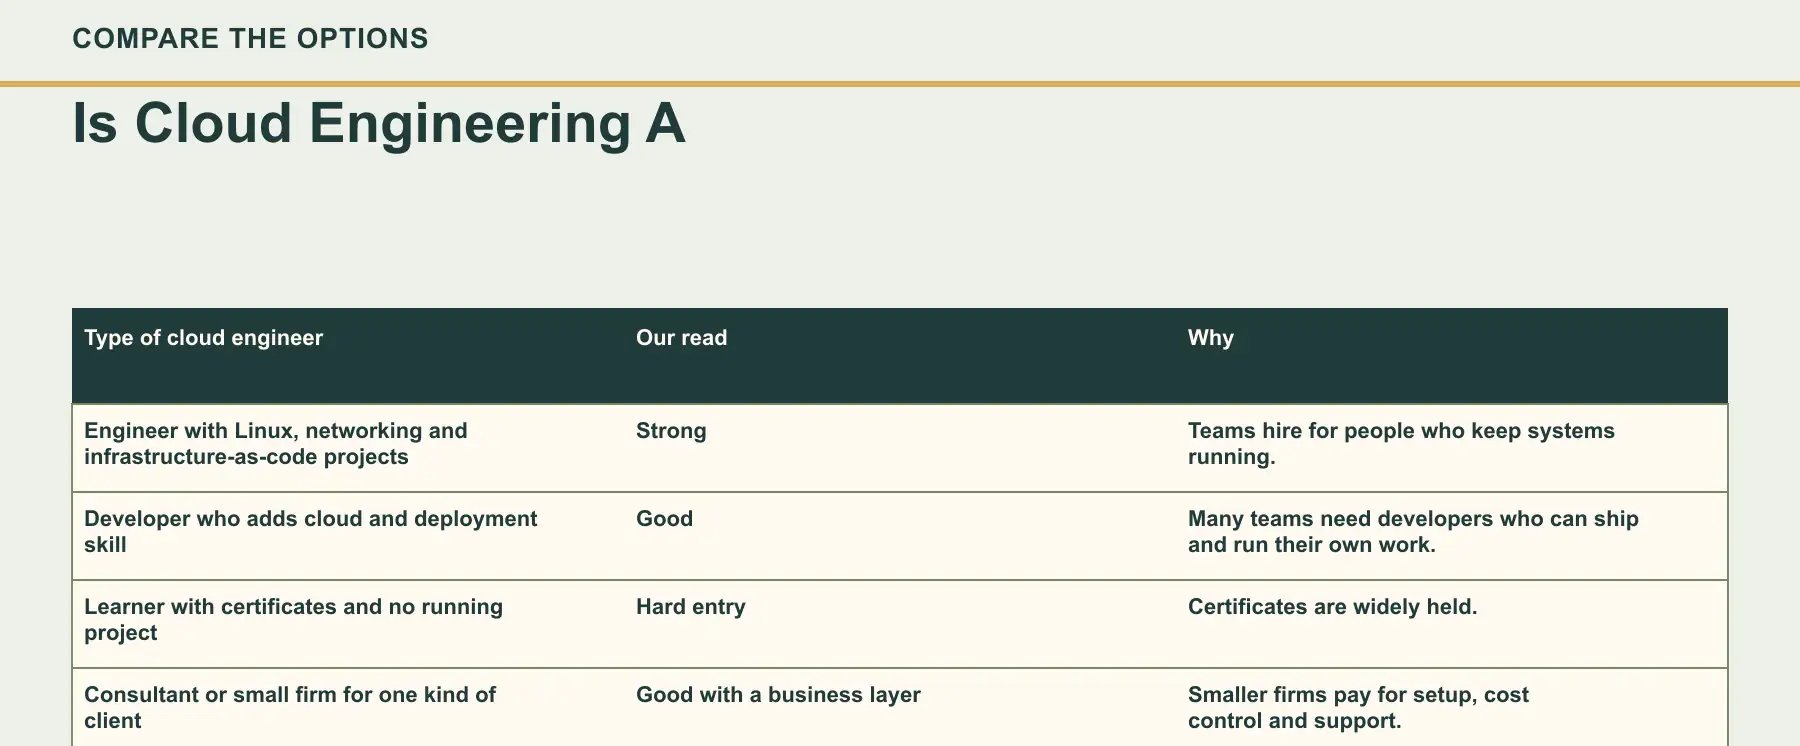 COMPARE THE OPTIONS
Is Cloud Engineering A
Type of cloud engineer
Our read
Why
Engineer with Linux, networking and
infrastructure-as-code projects
Strong
Teams hire for people who keep systems
running.
Developer who adds cloud and deployment
skill
Good
Many teams need developers who can ship
and run their own work.
Learner with certificates and no running
project
Hard entry
Certificates are widely held.
Consultant or small firm for one kind of
client
Good with a business layer
Smaller firms pay for setup, cost
control and support.